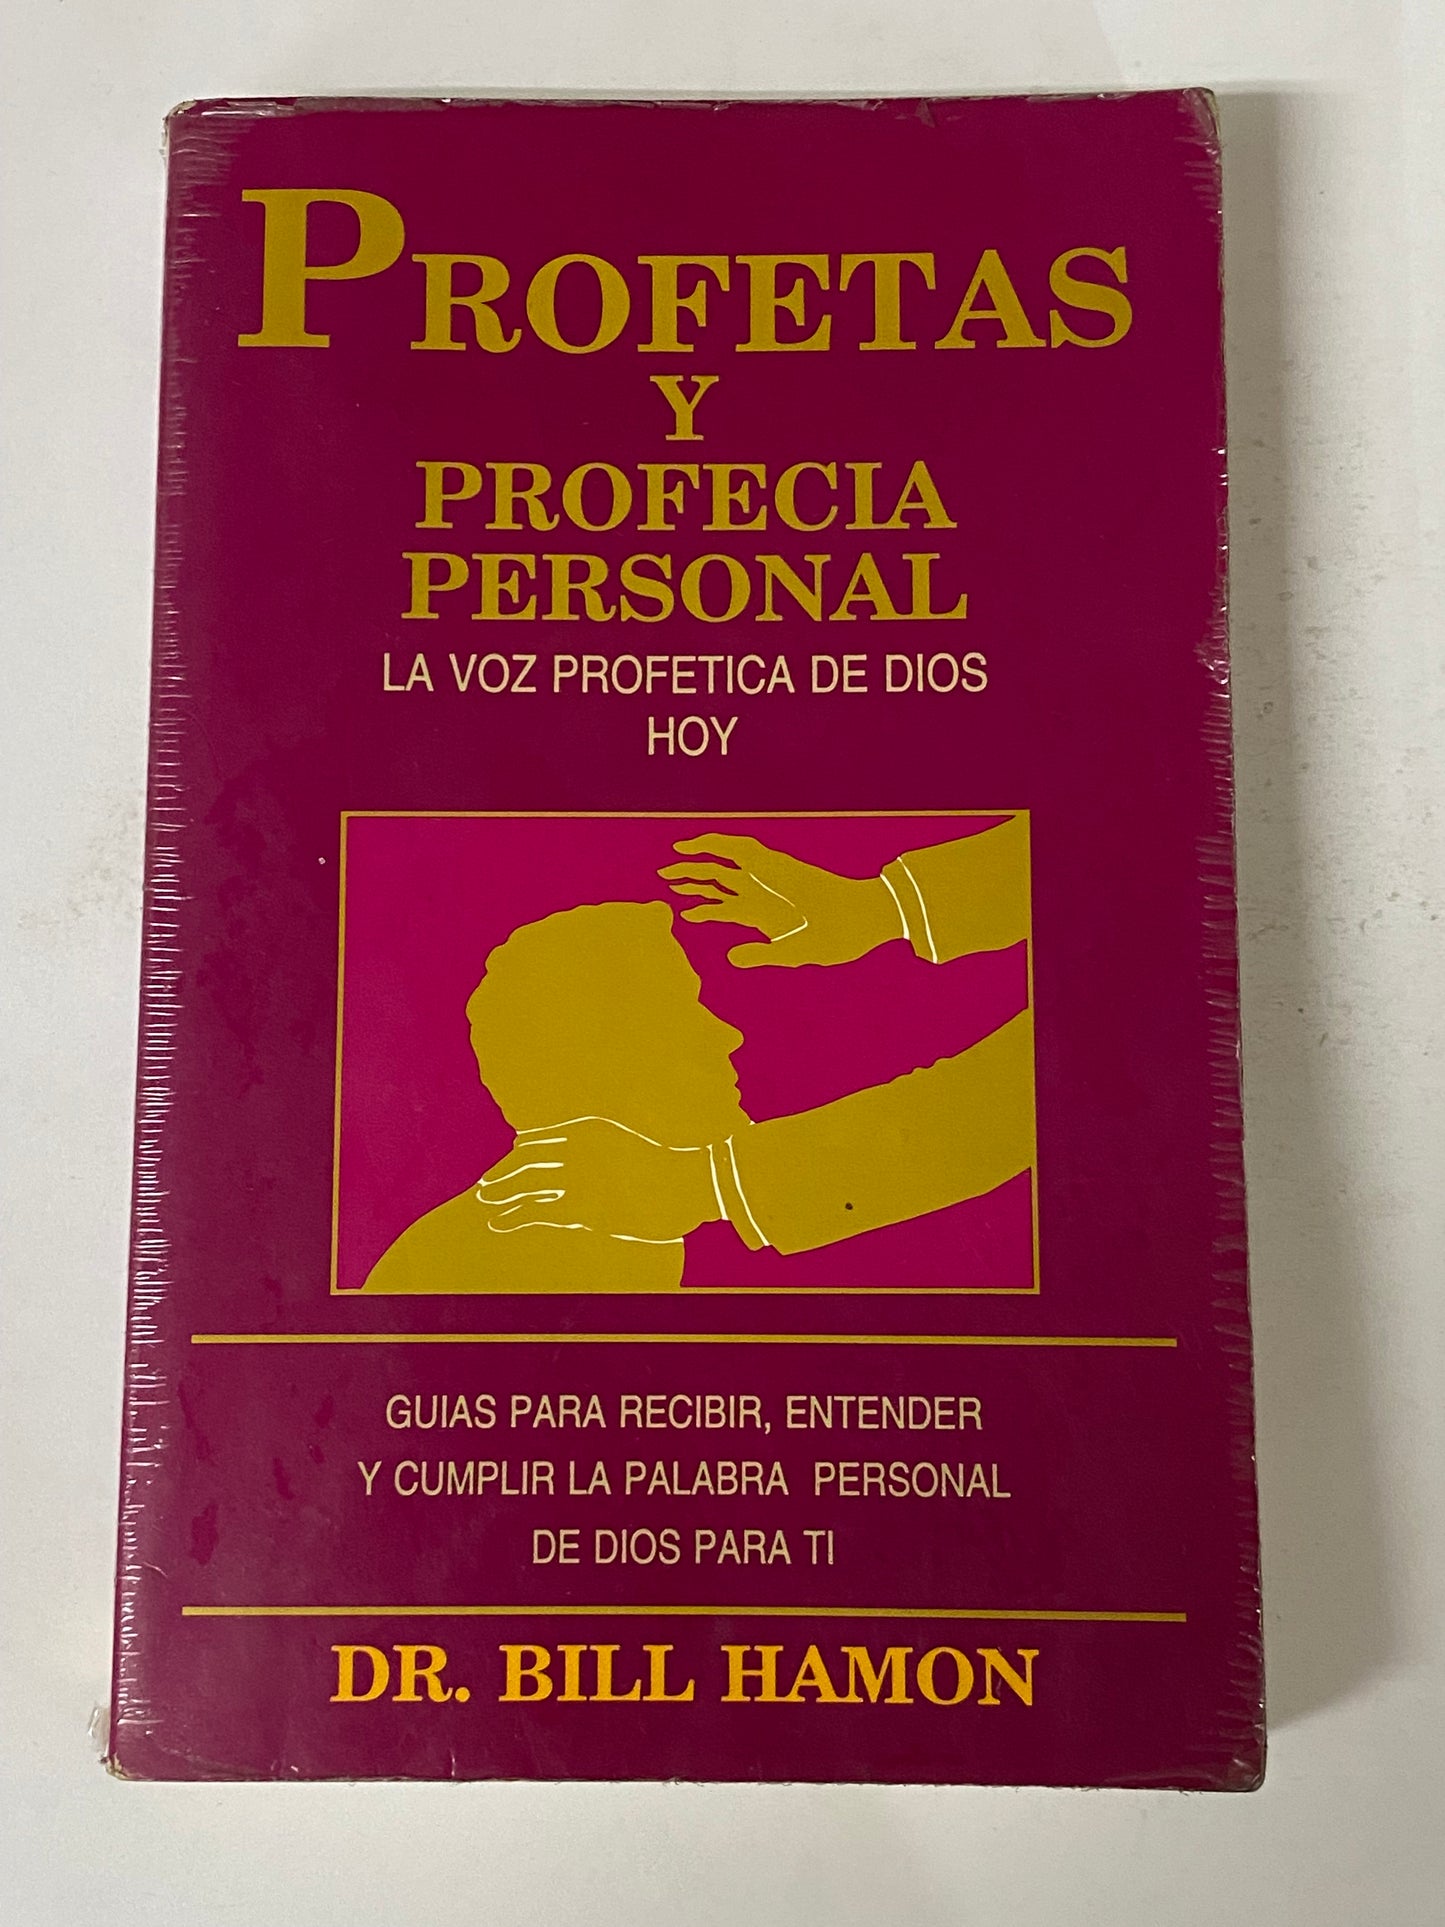 PROFETAS
Y
PROFECIA
PERSONAL
LA VOZ PROFETICA DE DIOS
HOY
GUIAS PARA RECIBIR, ENTENDER
Y CUMPLIR LA PALABRA PERSONAL
DE DIOS PARA TI
DR. BILL HAMON